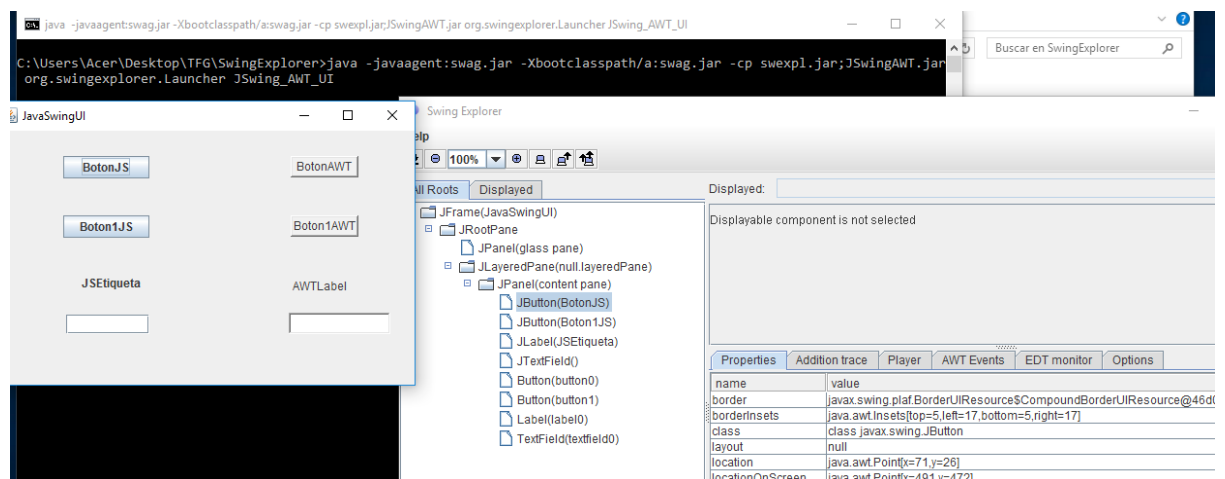 java -javaagent:swag.jar -Xbootclasspath/a:swag.jar -cp swexpl.jar;JSwingAWT.jar org.swingexplorer.Launcher JSwing_AWT_UI
Buscar en SwingExplorer
C:\Users\Acer\Desktop\TFG\SwingExplorer>java -javaagent:swag.jar -Xbootclasspath/a:swag.jar -cp swexpl.jar;JSwingAWT.jar
org.swingexplorer.Launcher JSwing_AWT_UI
JavaSwingUI
BotonJS
BotonAWT
Boton1JS
Boton1AWT
JSEtiqueta
AWTLabel
Swing Explorer
elp
100%
All Roots
Displayed
JFrame(JavaSwingUI)
JRootPane
JPanel(glass pane)
JLayeredPane(null.layeredPane)
JPanel(content pane)
JButton(BotonJS)
JButton(Boton1JS)
JLabel(JSEtiqueta)
JTextField()
Button(button0)
Button(button1)
Label(label0)
TextField(textfield0)
Displayed:
Displayable component is not selected
Properties
Addition trace
Player
AWT Events
EDT monitor
Options
name value
border javax.swing.plaf.BorderUIResource$CompoundBorderUIResource@46d0
borderInsets java.awt.Insets[top=5,left=17,bottom=5,right=17]
class class javax.swing.JButton
layout null
location java.awt.Point[x=71,y=26]
locationOnScreen java.awt.Point[x=491,y=472]